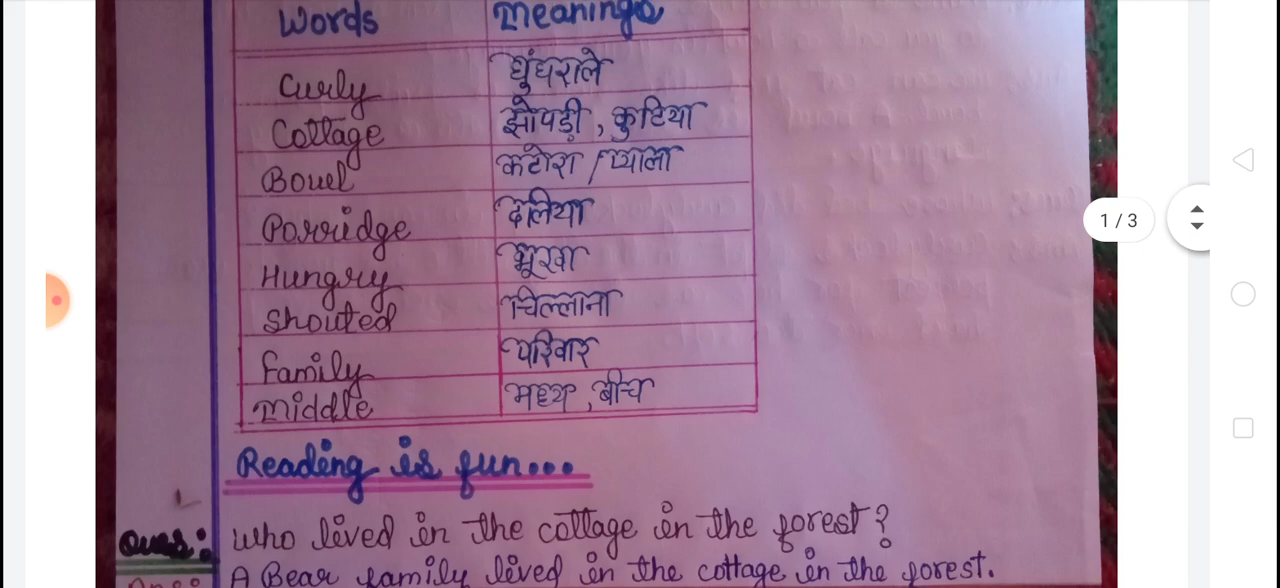 Words Meanings
Curly घुंघराले
Cottage झोपड़ी, कुटिया
Bouel कटोरा / प्याला
Porridge दलिया
Hungry भूखा
Shouted चिल्लाना
Family परिवार
Middle मध्य, बीच
1 / 3
Reading is fun...
Ques: Who lived in the cottage in the forest?
Ans: A Bear family lived in the cottage in the forest.